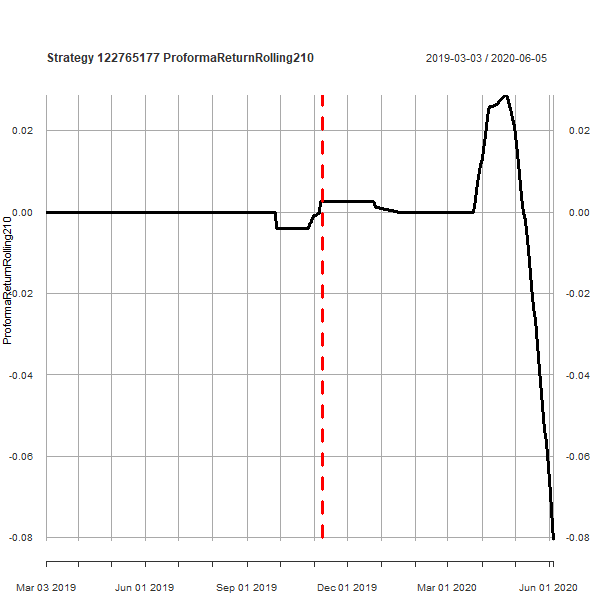 Strategy 122765177 ProformaReturnRolling210
2019-03-03 / 2020-06-05
ProformaReturnRolling210
0.02
0.00
-0.02
-0.04
-0.06
-0.08
0.02
0.00
-0.02
-0.04
-0.06
-0.08
Mar 03 2019
Jun 01 2019
Sep 01 2019
Dec 01 2019
Mar 01 2020
Jun 01 2020